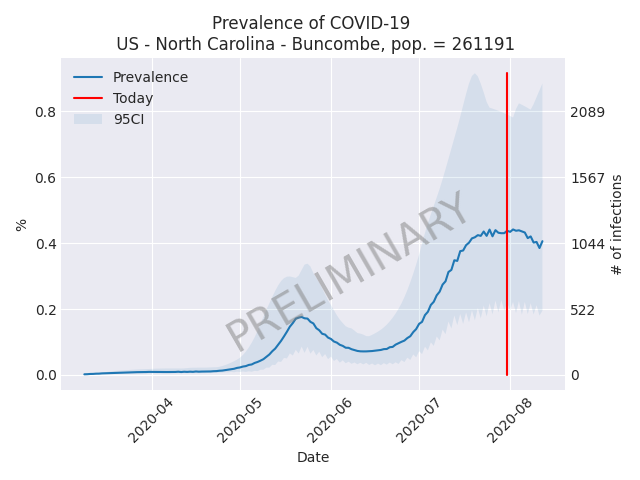 Prevalence of COVID-19
US - North Carolina - Buncombe, pop. = 261191
Prevalence
Today
95CI
PRELIMINARY
%
0.8
0.6
0.4
0.2
0.0
2089
1567
1044
522
0
# of infections
2020-04
2020-05
2020-06
2020-07
2020-08
Date